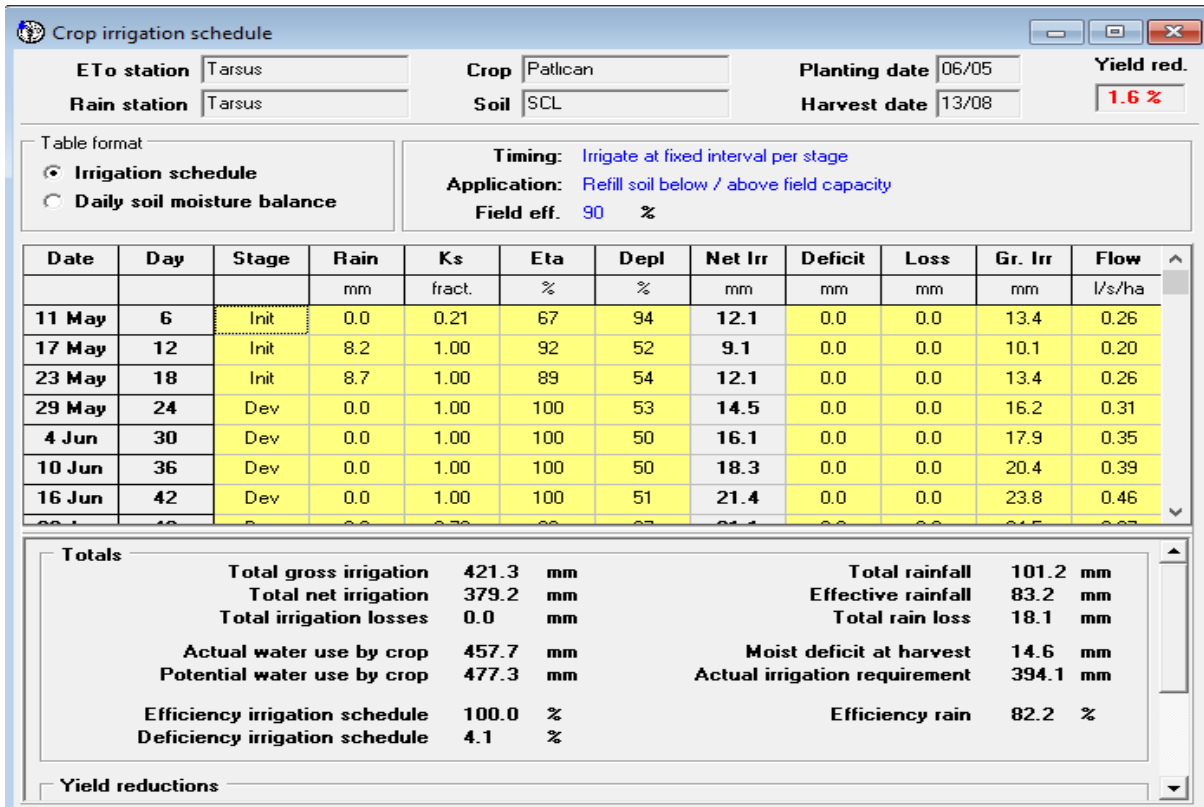 Crop irrigation schedule
ETo station Tarsus Crop Patlıcan Planting date 06/05 Yield red.
Rain station Tarsus Soil SCL Harvest date 13/08 1.6 %
Table format
Irrigation schedule
Daily soil moisture balance
Timing: Irrigate at fixed interval per stage
Application: Refill soil below / above field capacity
Field eff. 90 %
Date Day Stage Rain Ks Eta Depl Net Irr Deficit Loss Gr. Irr Flow
mm fract. % % mm mm mm mm l/s/ha
11 May 6 Init 0.0 0.21 67 94 12.1 0.0 0.0 13.4 0.26
17 May 12 Init 8.2 1.00 92 52 9.1 0.0 0.0 10.1 0.20
23 May 18 Init 8.7 1.00 89 54 12.1 0.0 0.0 13.4 0.26
29 May 24 Dev 0.0 1.00 100 53 14.5 0.0 0.0 16.2 0.31
4 Jun 30 Dev 0.0 1.00 100 50 16.1 0.0 0.0 17.9 0.35
10 Jun 36 Dev 0.0 1.00 100 50 18.3 0.0 0.0 20.4 0.39
16 Jun 42 Dev 0.0 1.00 100 51 21.4 0.0 0.0 23.8 0.46
Totals
Total gross irrigation 421.3 mm Total rainfall 101.2 mm
Total net irrigation 379.2 mm Effective rainfall 83.2 mm
Total irrigation losses 0.0 mm Total rain loss 18.1 mm
Actual water use by crop 457.7 mm Moist deficit at harvest 14.6 mm
Potential water use by crop 477.3 mm Actual irrigation requirement 394.1 mm
Efficiency irrigation schedule 100.0 % Efficiency rain 82.2 %
Deficiency irrigation schedule 4.1 %
Yield reductions